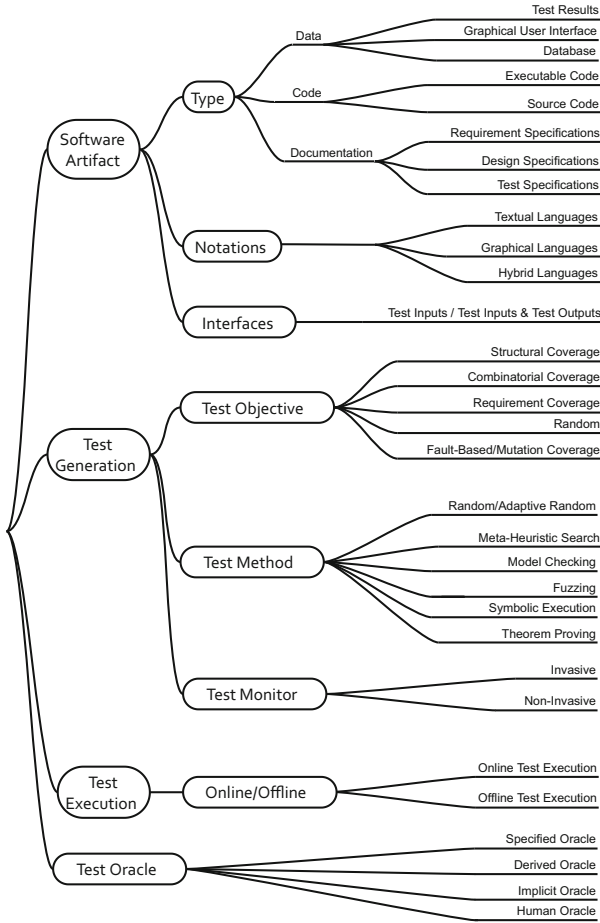 Test Results
Graphical User Interface
Data
Database
Executable Code
Type
Code
Source Code
Requirement Specifications
Software
Artifact
Documentation
Design Specifications
Test Specifications
Textual Languages
Notations
Graphical Languages
Hybrid Languages
Interfaces
Test Inputs / Test Inputs & Test Outputs
Structural Coverage
Combinatorial Coverage
Test Objective
Requirement Coverage
Random
Test
Generation
Fault-Based/Mutation Coverage
Random/Adaptive Random
Meta-Heuristic Search
Test Method
Model Checking
Fuzzing
Symbolic Execution
Theorem Proving
Invasive
Test Monitor
Non-Invasive
Online Test Execution
Test
Execution
Online/Offline
Offline Test Execution
Specified Oracle
Test Oracle
Derived Oracle
Implicit Oracle
Human Oracle